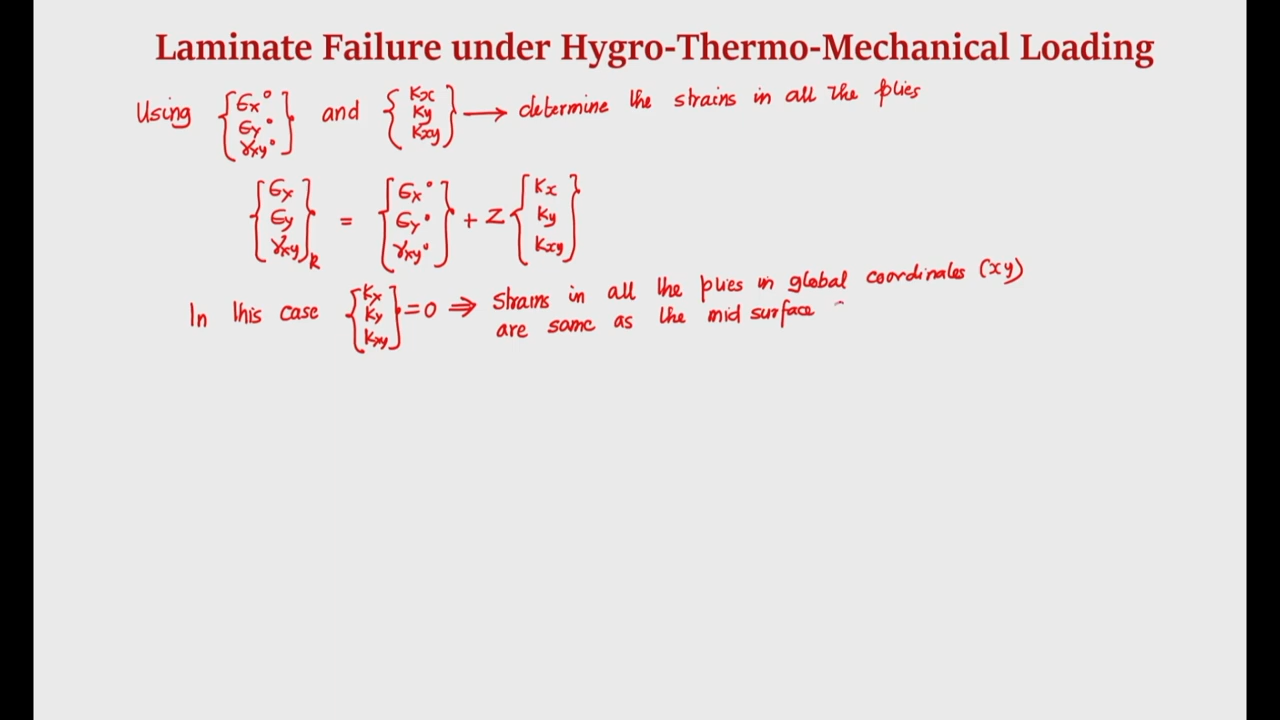 Laminate Failure under Hygro-Thermo-Mechanical Loading
Using {εx° εy° γxy°} and {Kx Ky Kxy} → determine the strains in all the plies
{εx εy γxy}k = {εx° εy° γxy°} + Z {Kx Ky Kxy}
In this case {Kx Ky Kxy} = 0 ⇒ strains in all the plies in global coordinates (xy)
are same as the mid surface